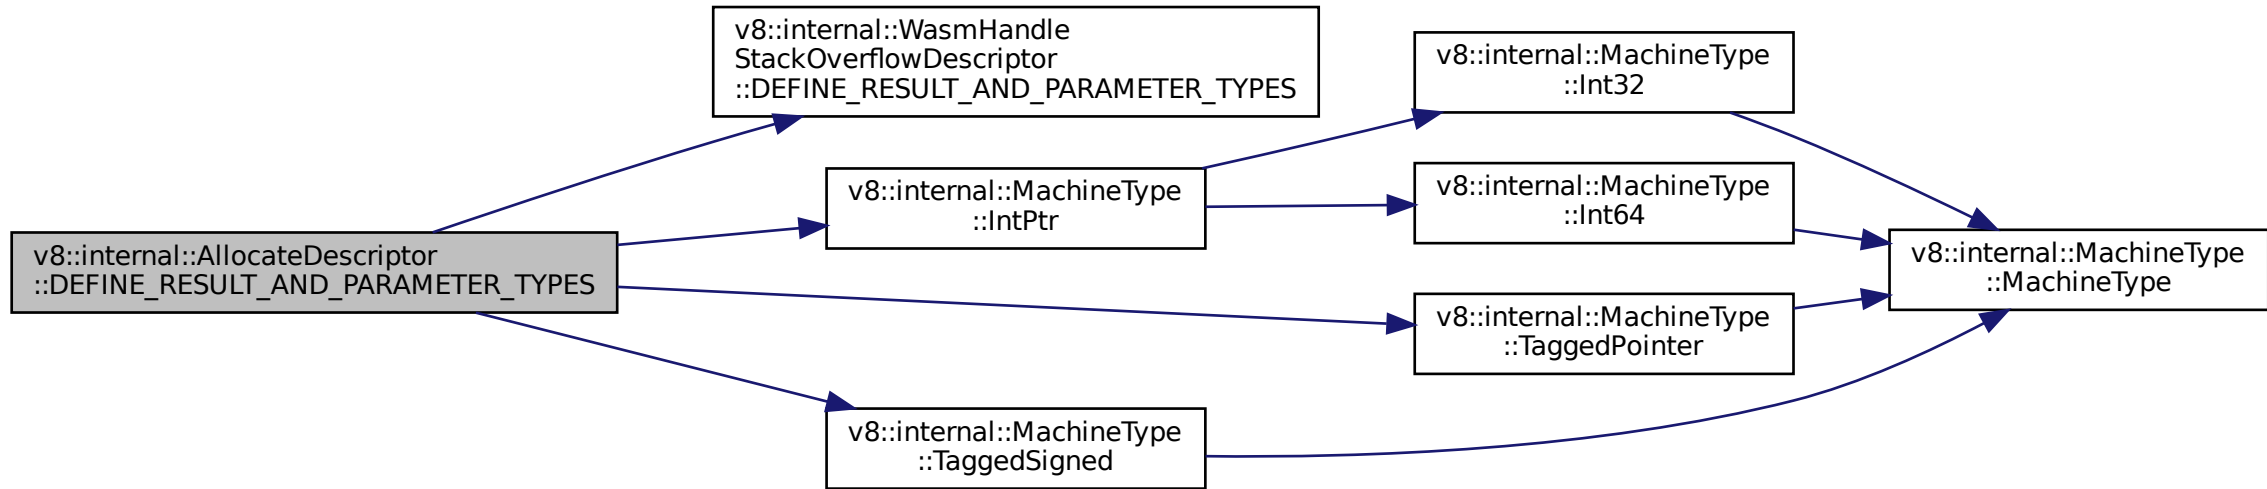 v8::internal::AllocateDescriptor
::DEFINE_RESULT_AND_PARAMETER_TYPES
v8::internal::WasmHandle
StackOverflowDescriptor
::DEFINE_RESULT_AND_PARAMETER_TYPES
v8::internal::MachineType
::IntPtr
v8::internal::MachineType
::TaggedSigned
v8::internal::MachineType
::Int32
v8::internal::MachineType
::Int64
v8::internal::MachineType
::TaggedPointer
v8::internal::MachineType
::MachineType